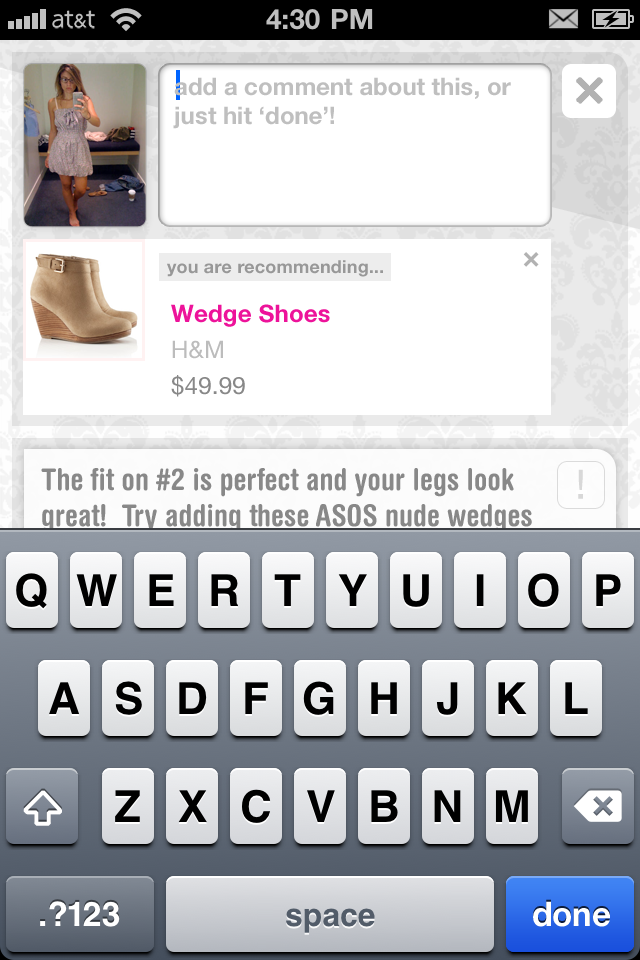 at&t 4:30 PM
add a comment about this, or
just hit ‘done’!
you are recommending...
Wedge Shoes
H&M
$49.99
The fit on #2 is perfect and your legs look
great! Try adding these ASOS nude wedges
!
Q W E R T Y U I O P
A S D F G H J K L
Z X C V B N M
.?123 space done